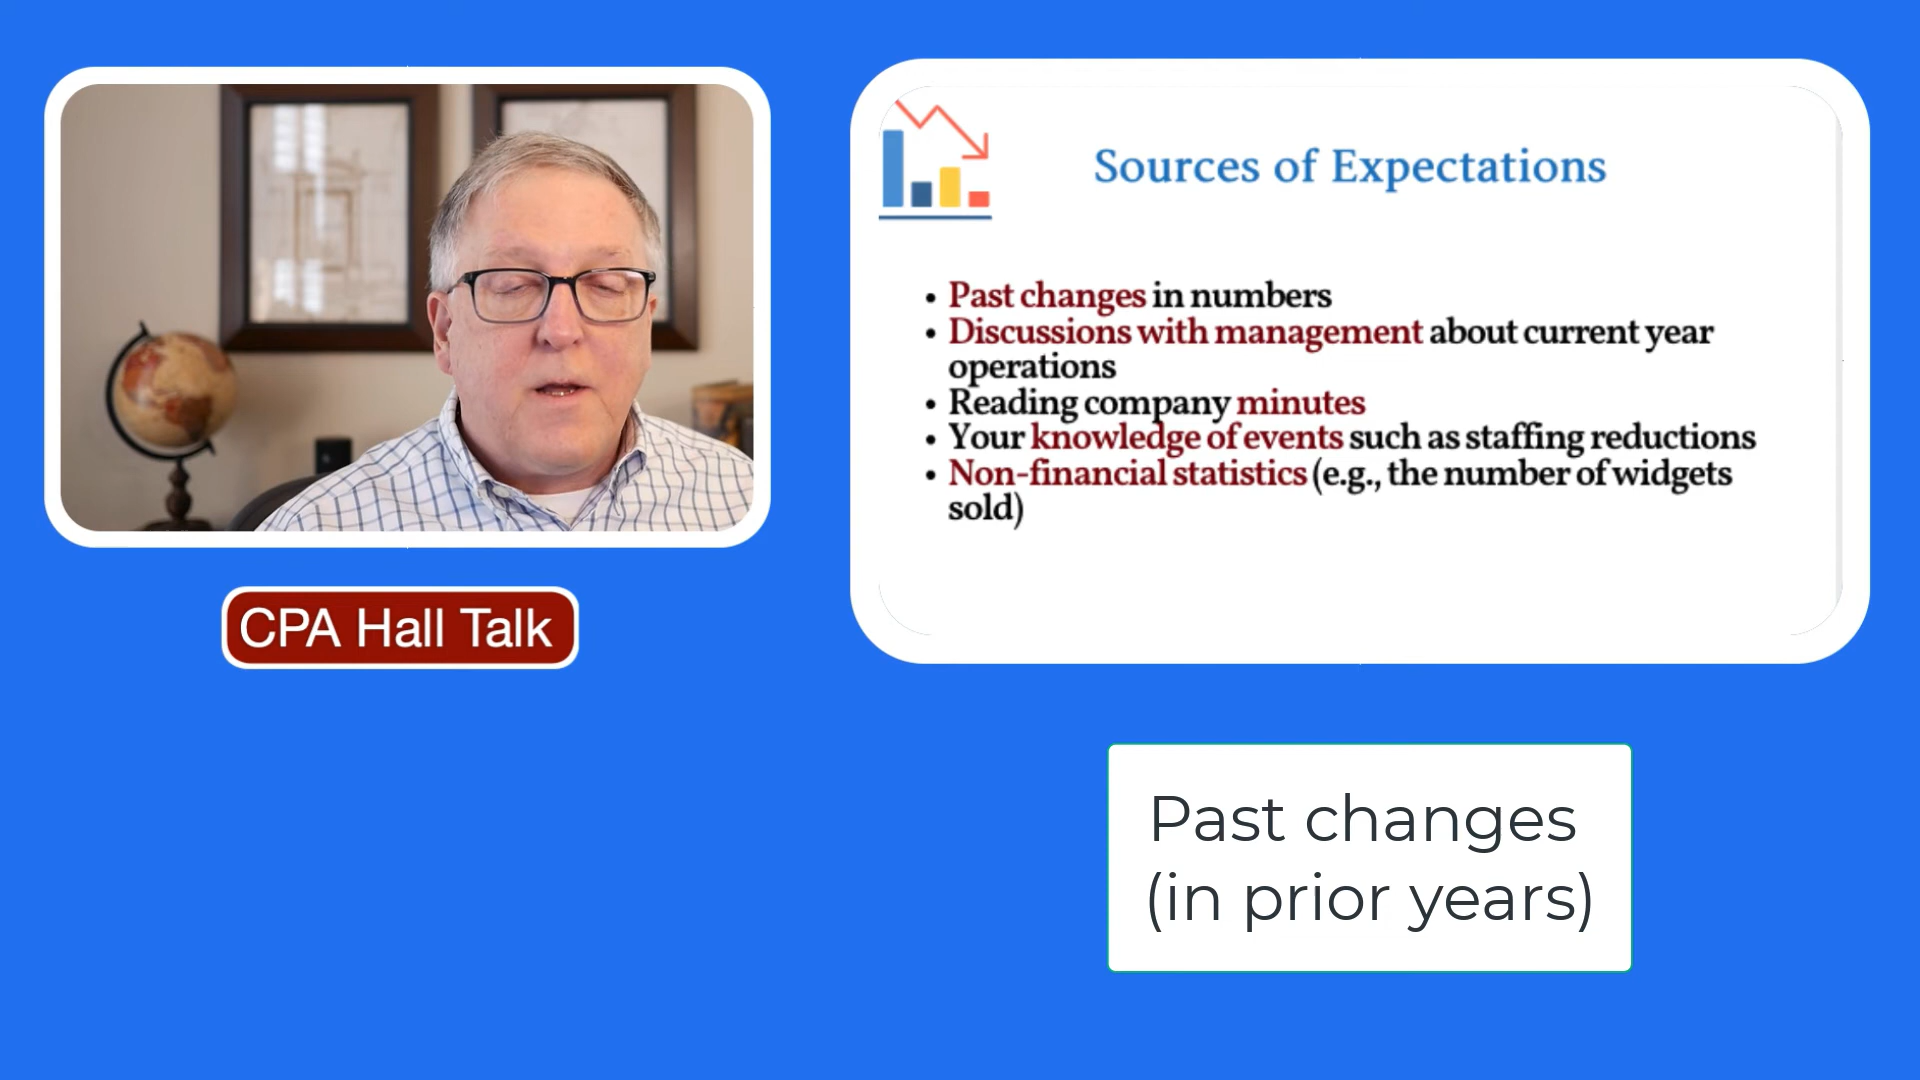 Sources of Expectations
• Past changes in numbers
• Discussions with management about current year
operations
• Reading company minutes
• Your knowledge of events such as staffing reductions
• Non-financial statistics (e.g., the number of widgets
sold)
CPA Hall Talk
Past changes
(in prior years)